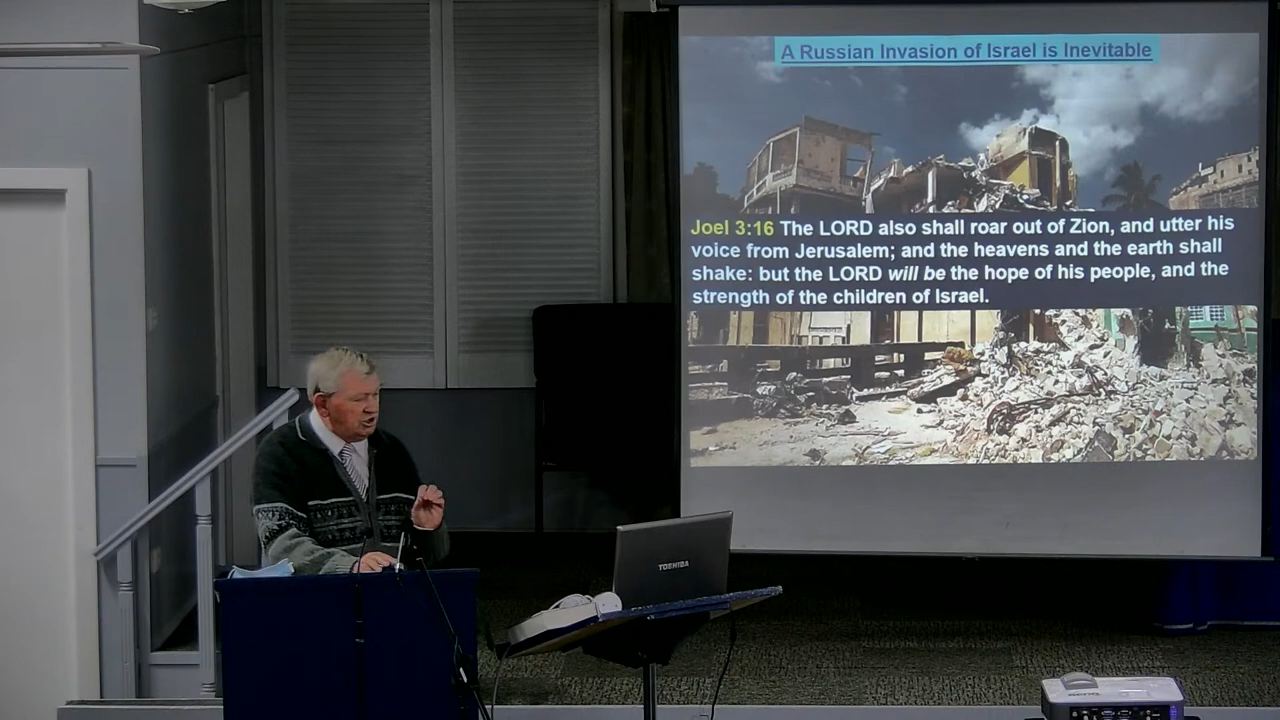 A Russian Invasion of Israel is Inevitable
Joel 3:16 The LORD also shall roar out of Zion, and utter his
voice from Jerusalem; and the heavens and the earth shall
shake: but the LORD will be the hope of his people, and the
strength of the children of Israel.
TOSHIBA
BenQ